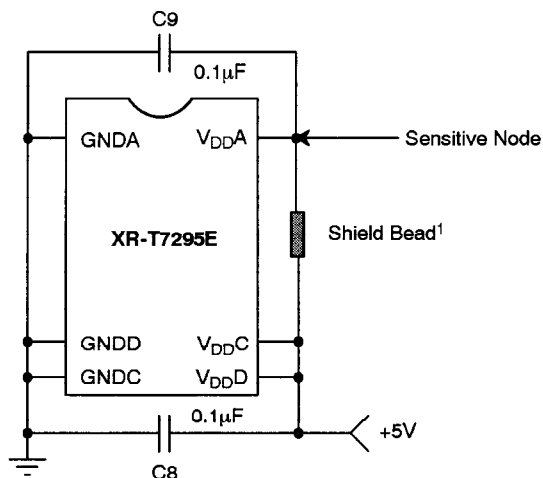 C9
0.1μF
GNDA
VDDA
Sensitive Node
XR-T7295E
Shield Bead1
GNDD
VDDC
GNDC
VDDD
0.1μF
+5V
C8